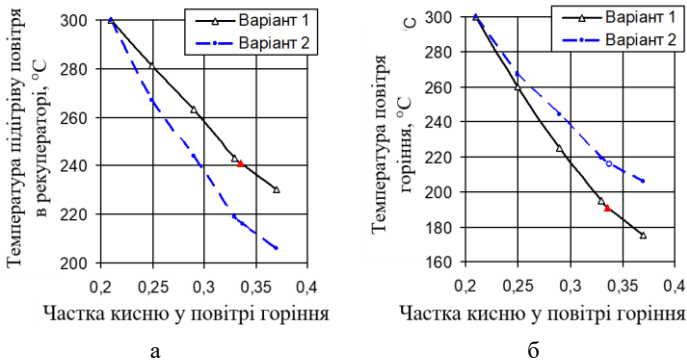 Температура підігріву повітря
в рекуператорі, °С
300
280
260
240
220
200
0,2
0,25
0,3
0,35
0,4
Варіант 1
Варіант 2
Частка кисню у повітрі горіння
а
Температура повітря
горіння, °С
°С
300
280
260
240
220
200
180
160
0,2
0,25
0,3
0,35
0,4
Варіант 1
Варіант 2
Частка кисню у повітрі горіння
б